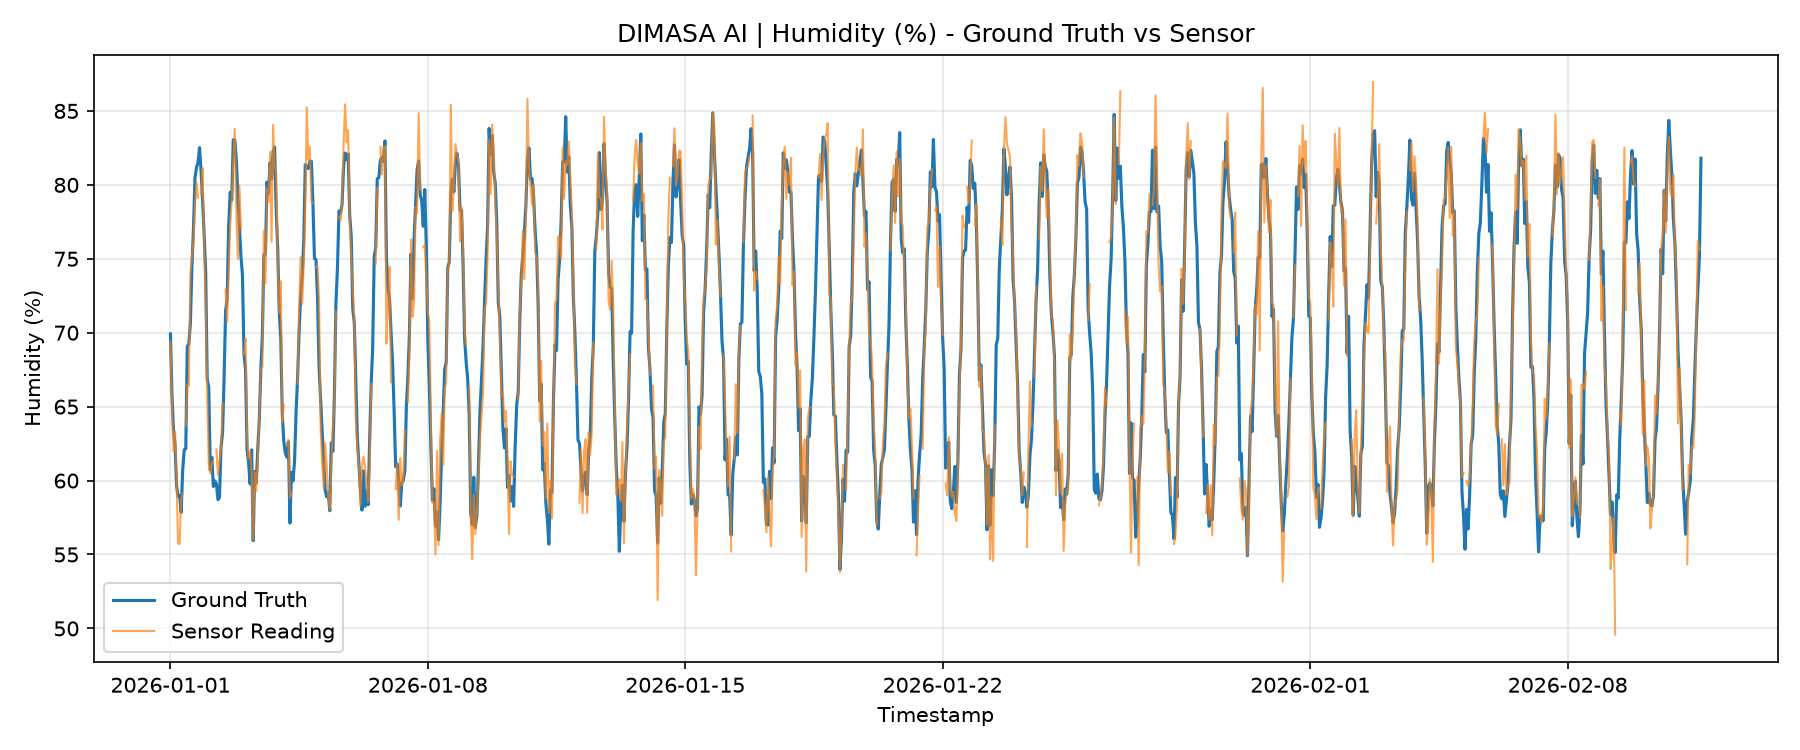 DIMASA AI | Humidity (%) - Ground Truth vs Sensor
Humidity (%)
85
80
75
70
65
60
55
50
Ground Truth
Sensor Reading
2026-01-01 2026-01-08 2026-01-15 2026-01-22 2026-02-01 2026-02-08
Timestamp